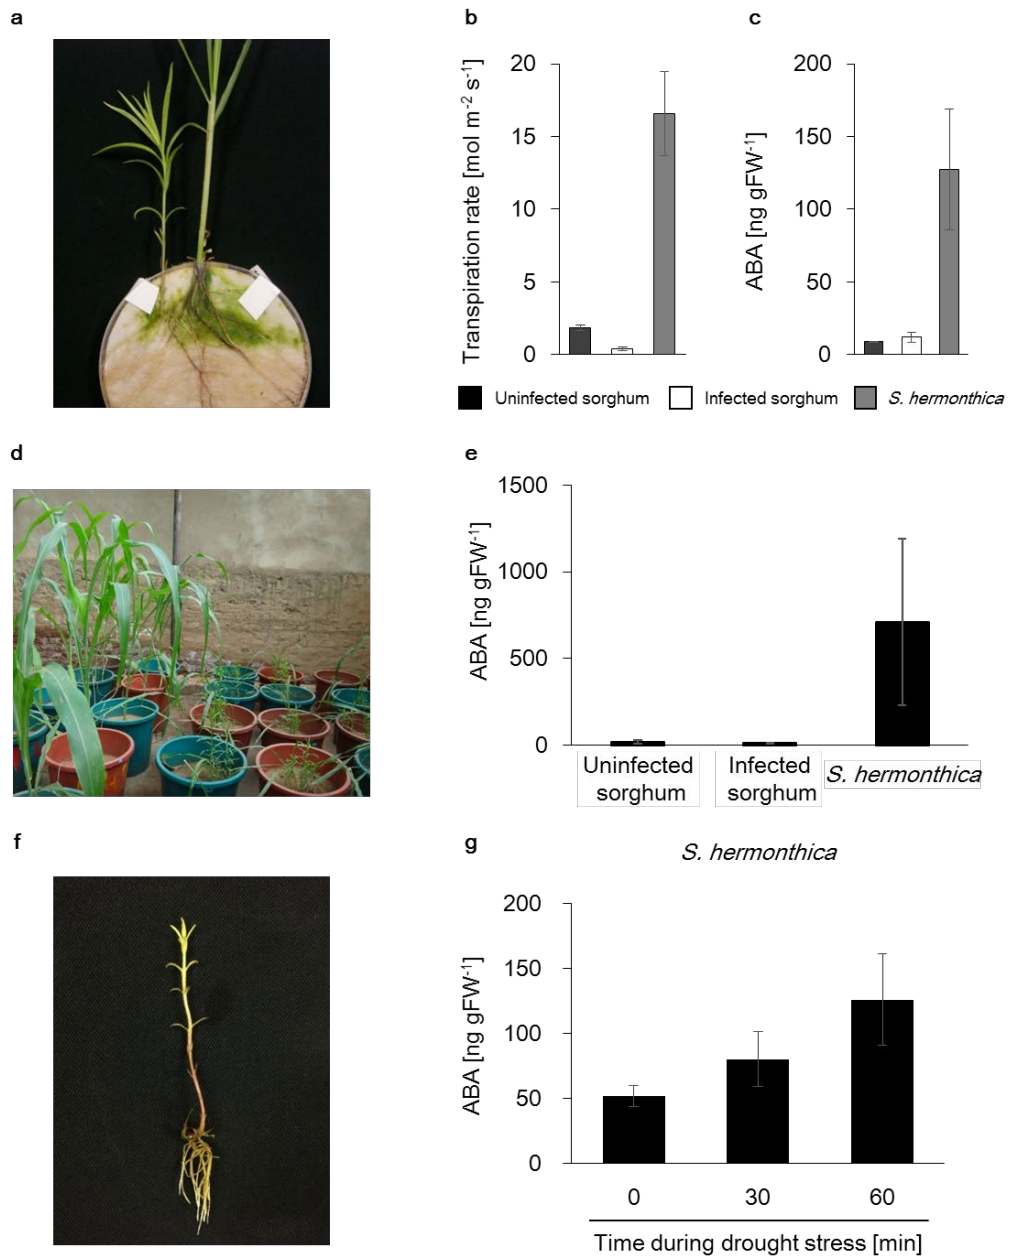 a
b
c
Transpiration rate [mol m⁻² s⁻¹]
20
15
10
5
0
ABA [ng gFW⁻¹]
200
150
100
50
0
Uninfected sorghum
Infected sorghum
S. hermonthica
d
e
ABA [ng gFW⁻¹]
1500
1000
500
0
Uninfected
sorghum
Infected
sorghum
S. hermonthica
f
g
S. hermonthica
ABA [ng gFW⁻¹]
200
150
100
50
0
0 30 60
Time during drought stress [min]